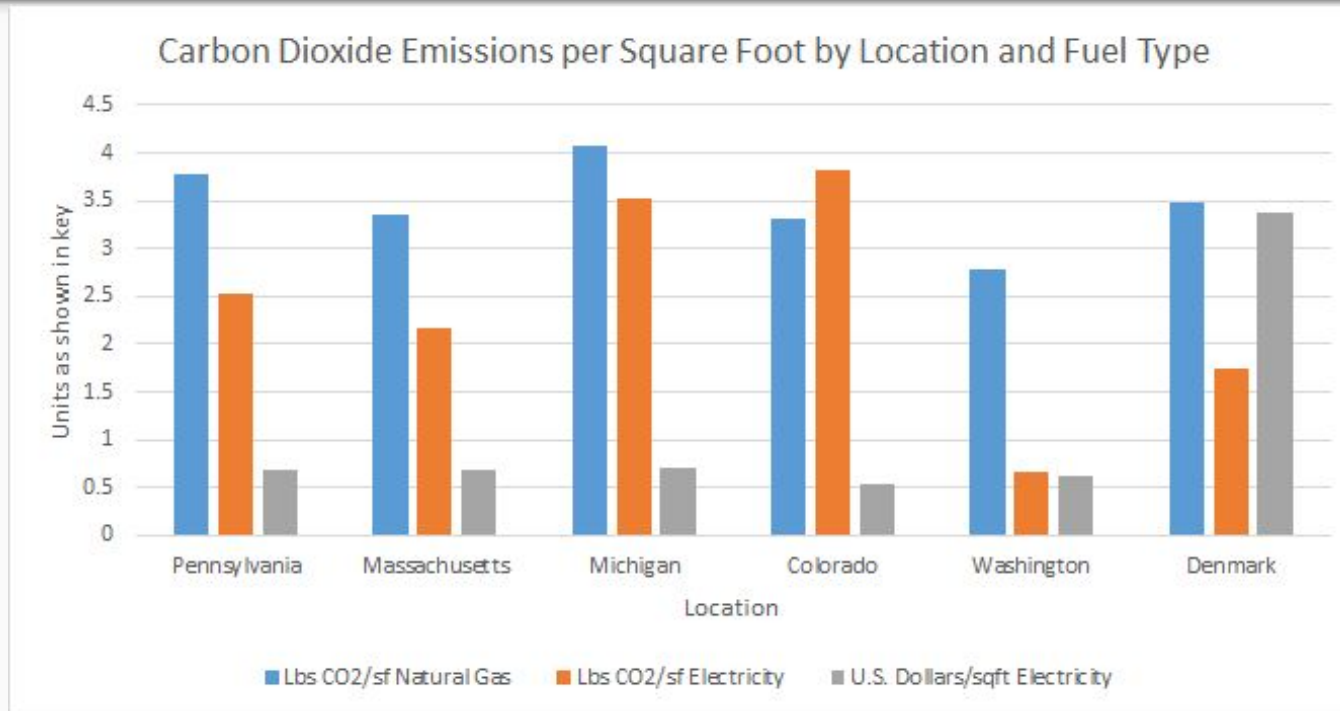 Carbon Dioxide Emissions per Square Foot by Location and Fuel Type
4.5
4
3.5
3
2.5
2
1.5
1
0.5
0
Units as shown in key
Pennsylvania Massachusetts Michigan Colorado Washington Denmark
Location
Lbs CO2/sf Natural Gas Lbs CO2/sf Electricity U.S. Dollars/sqft Electricity